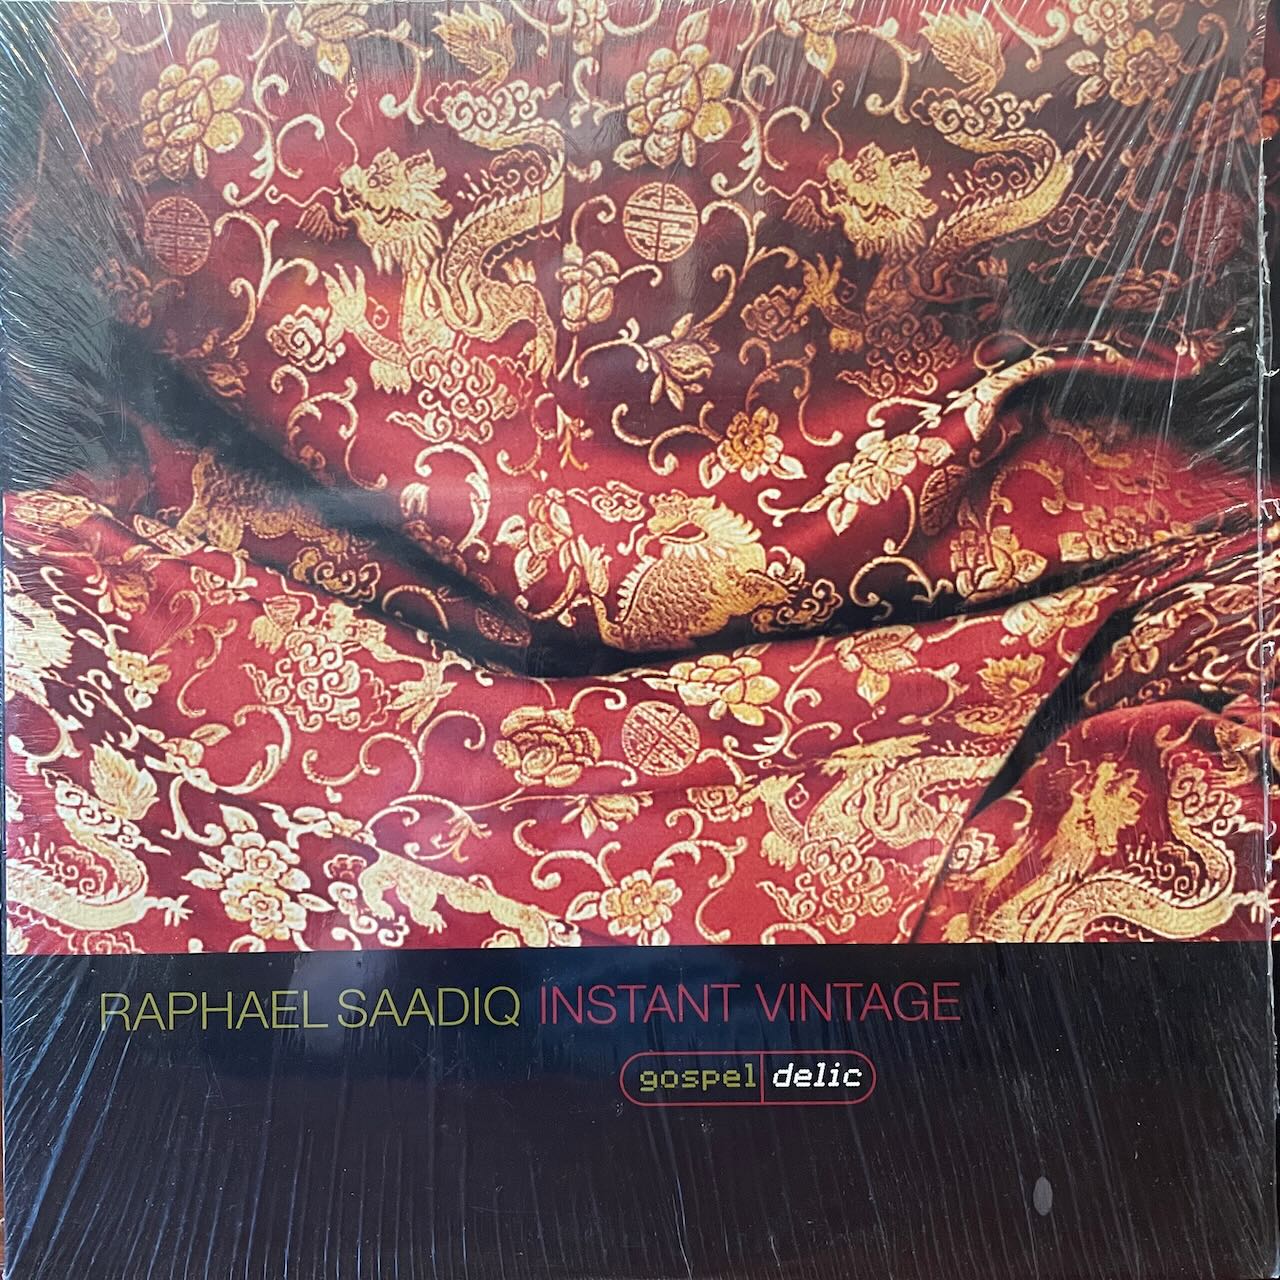 RAPHAEL SAADIQ INSTANT VINTAGE
gospel delic